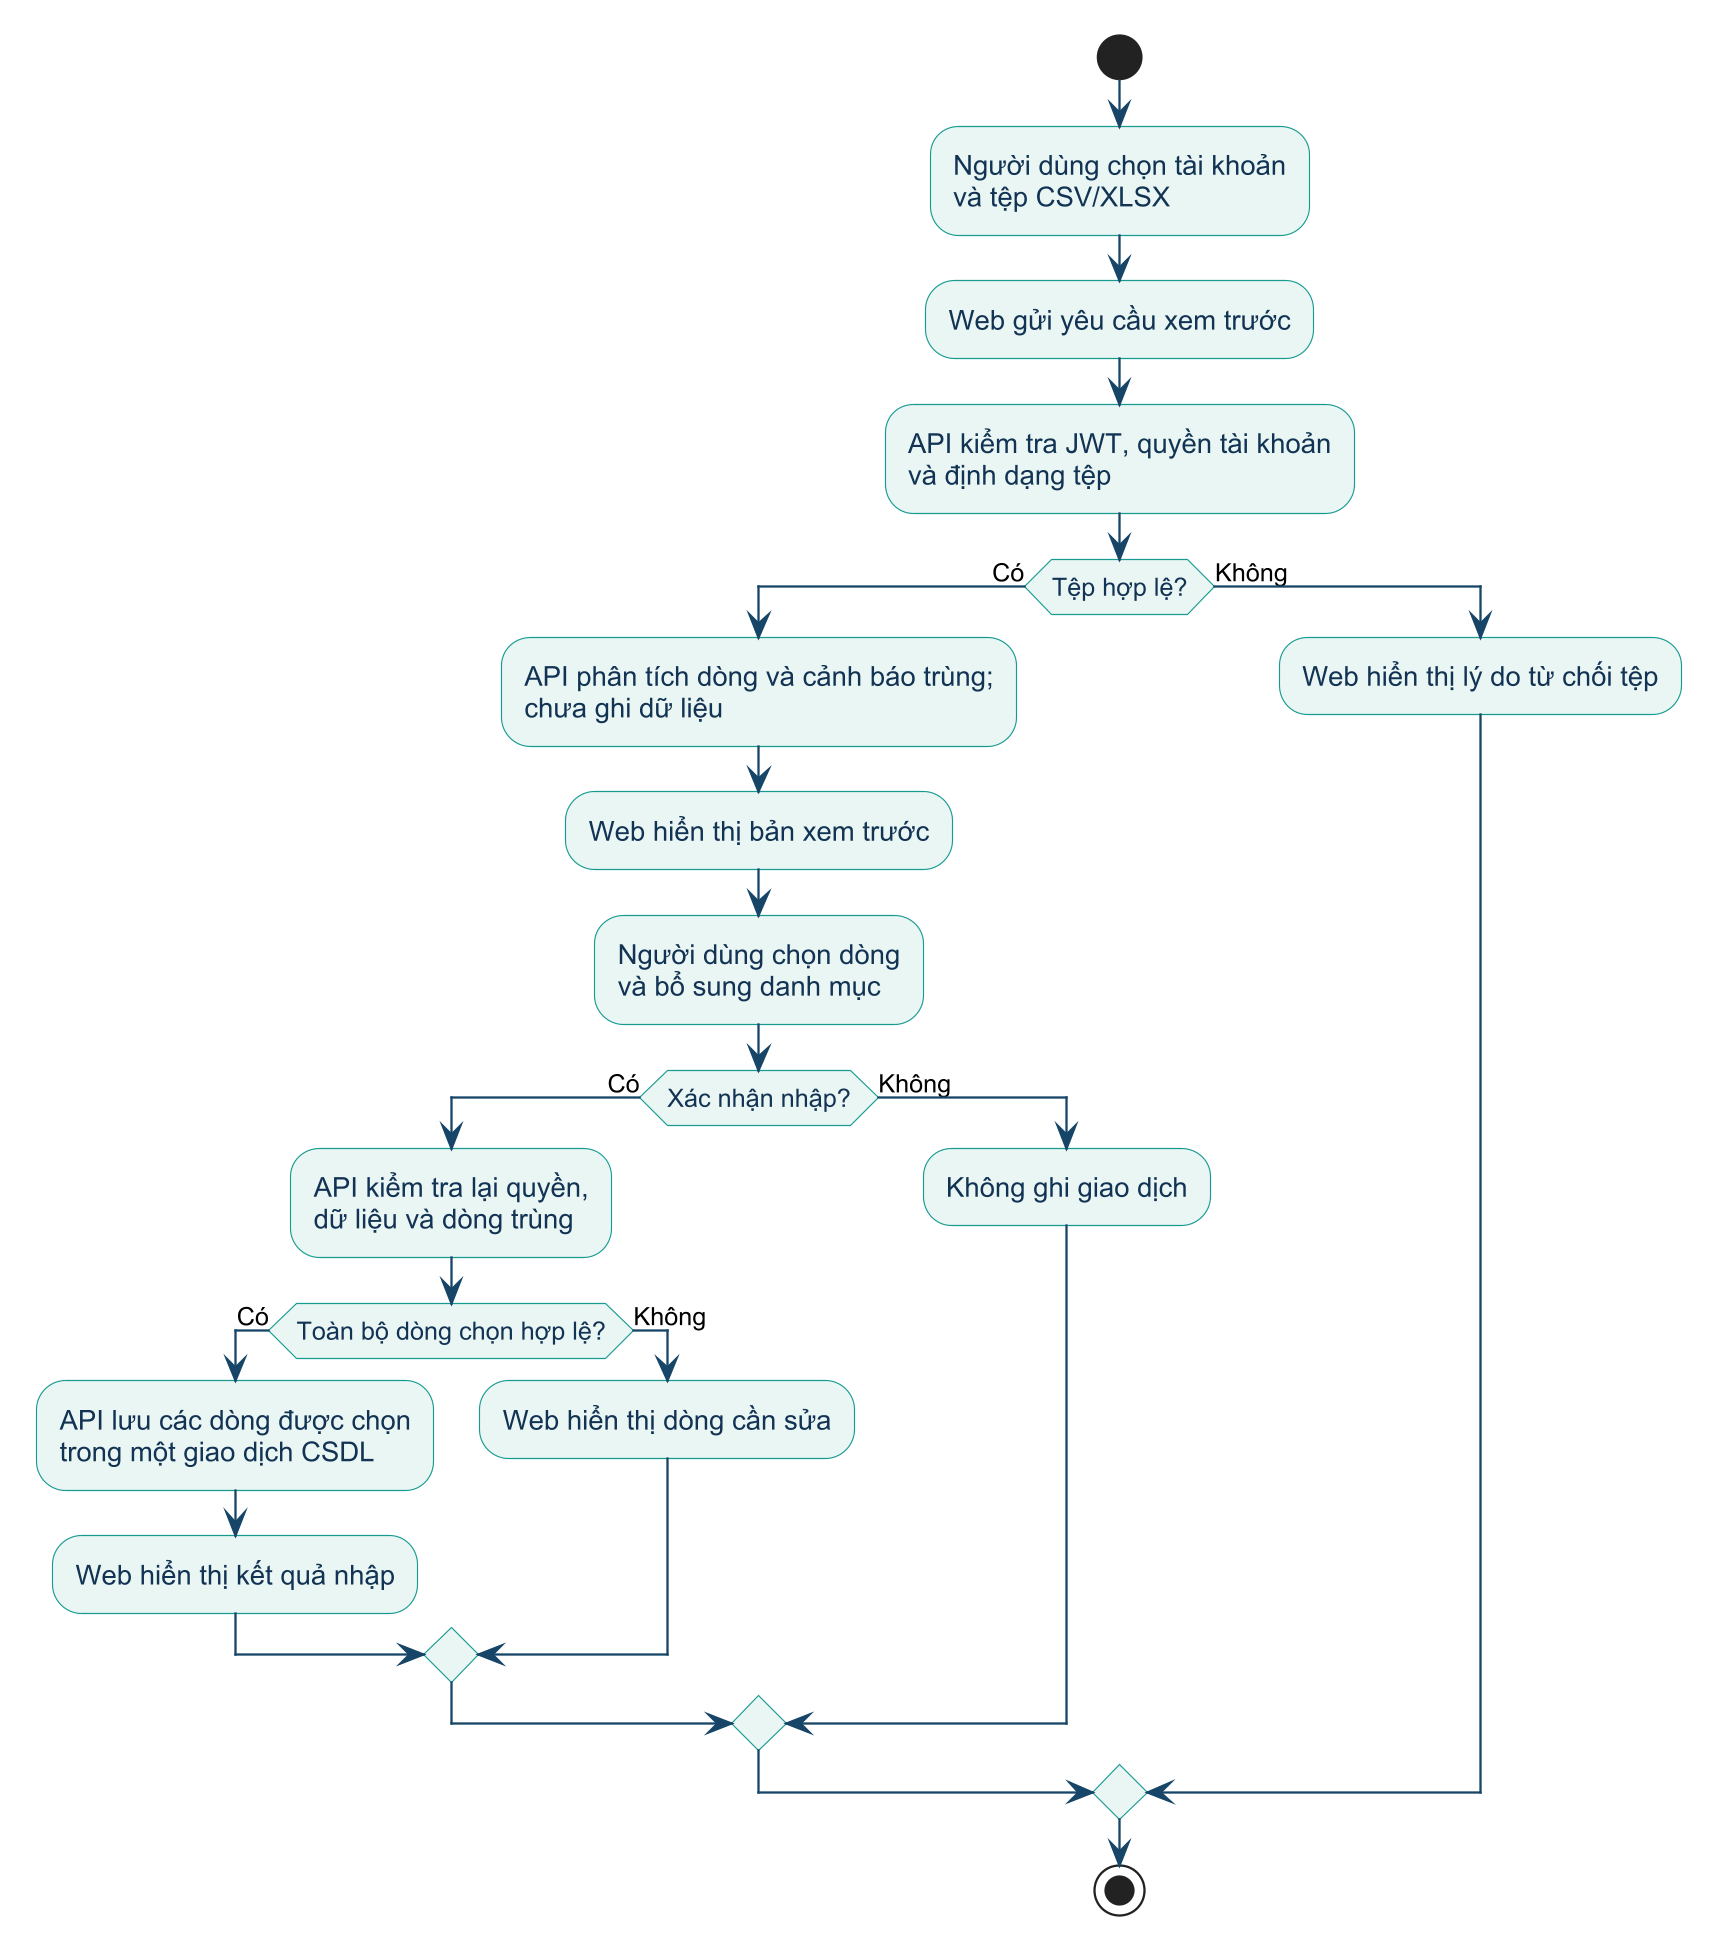 Người dùng chọn tài khoản
và tệp CSV/XLSX
Web gửi yêu cầu xem trước
API kiểm tra JWT, quyền tài khoản
và định dạng tệp
Có
Tệp hợp lệ?
Không
API phân tích dòng và cảnh báo trùng;
chưa ghi dữ liệu
Web hiển thị lý do từ chối tệp
Web hiển thị bản xem trước
Người dùng chọn dòng
và bổ sung danh mục
Có
Xác nhận nhập?
Không
API kiểm tra lại quyền,
dữ liệu và dòng trùng
Không ghi giao dịch
Có
Toàn bộ dòng chọn hợp lệ?
Không
API lưu các dòng được chọn
trong một giao dịch CSDL
Web hiển thị dòng cần sửa
Web hiển thị kết quả nhập